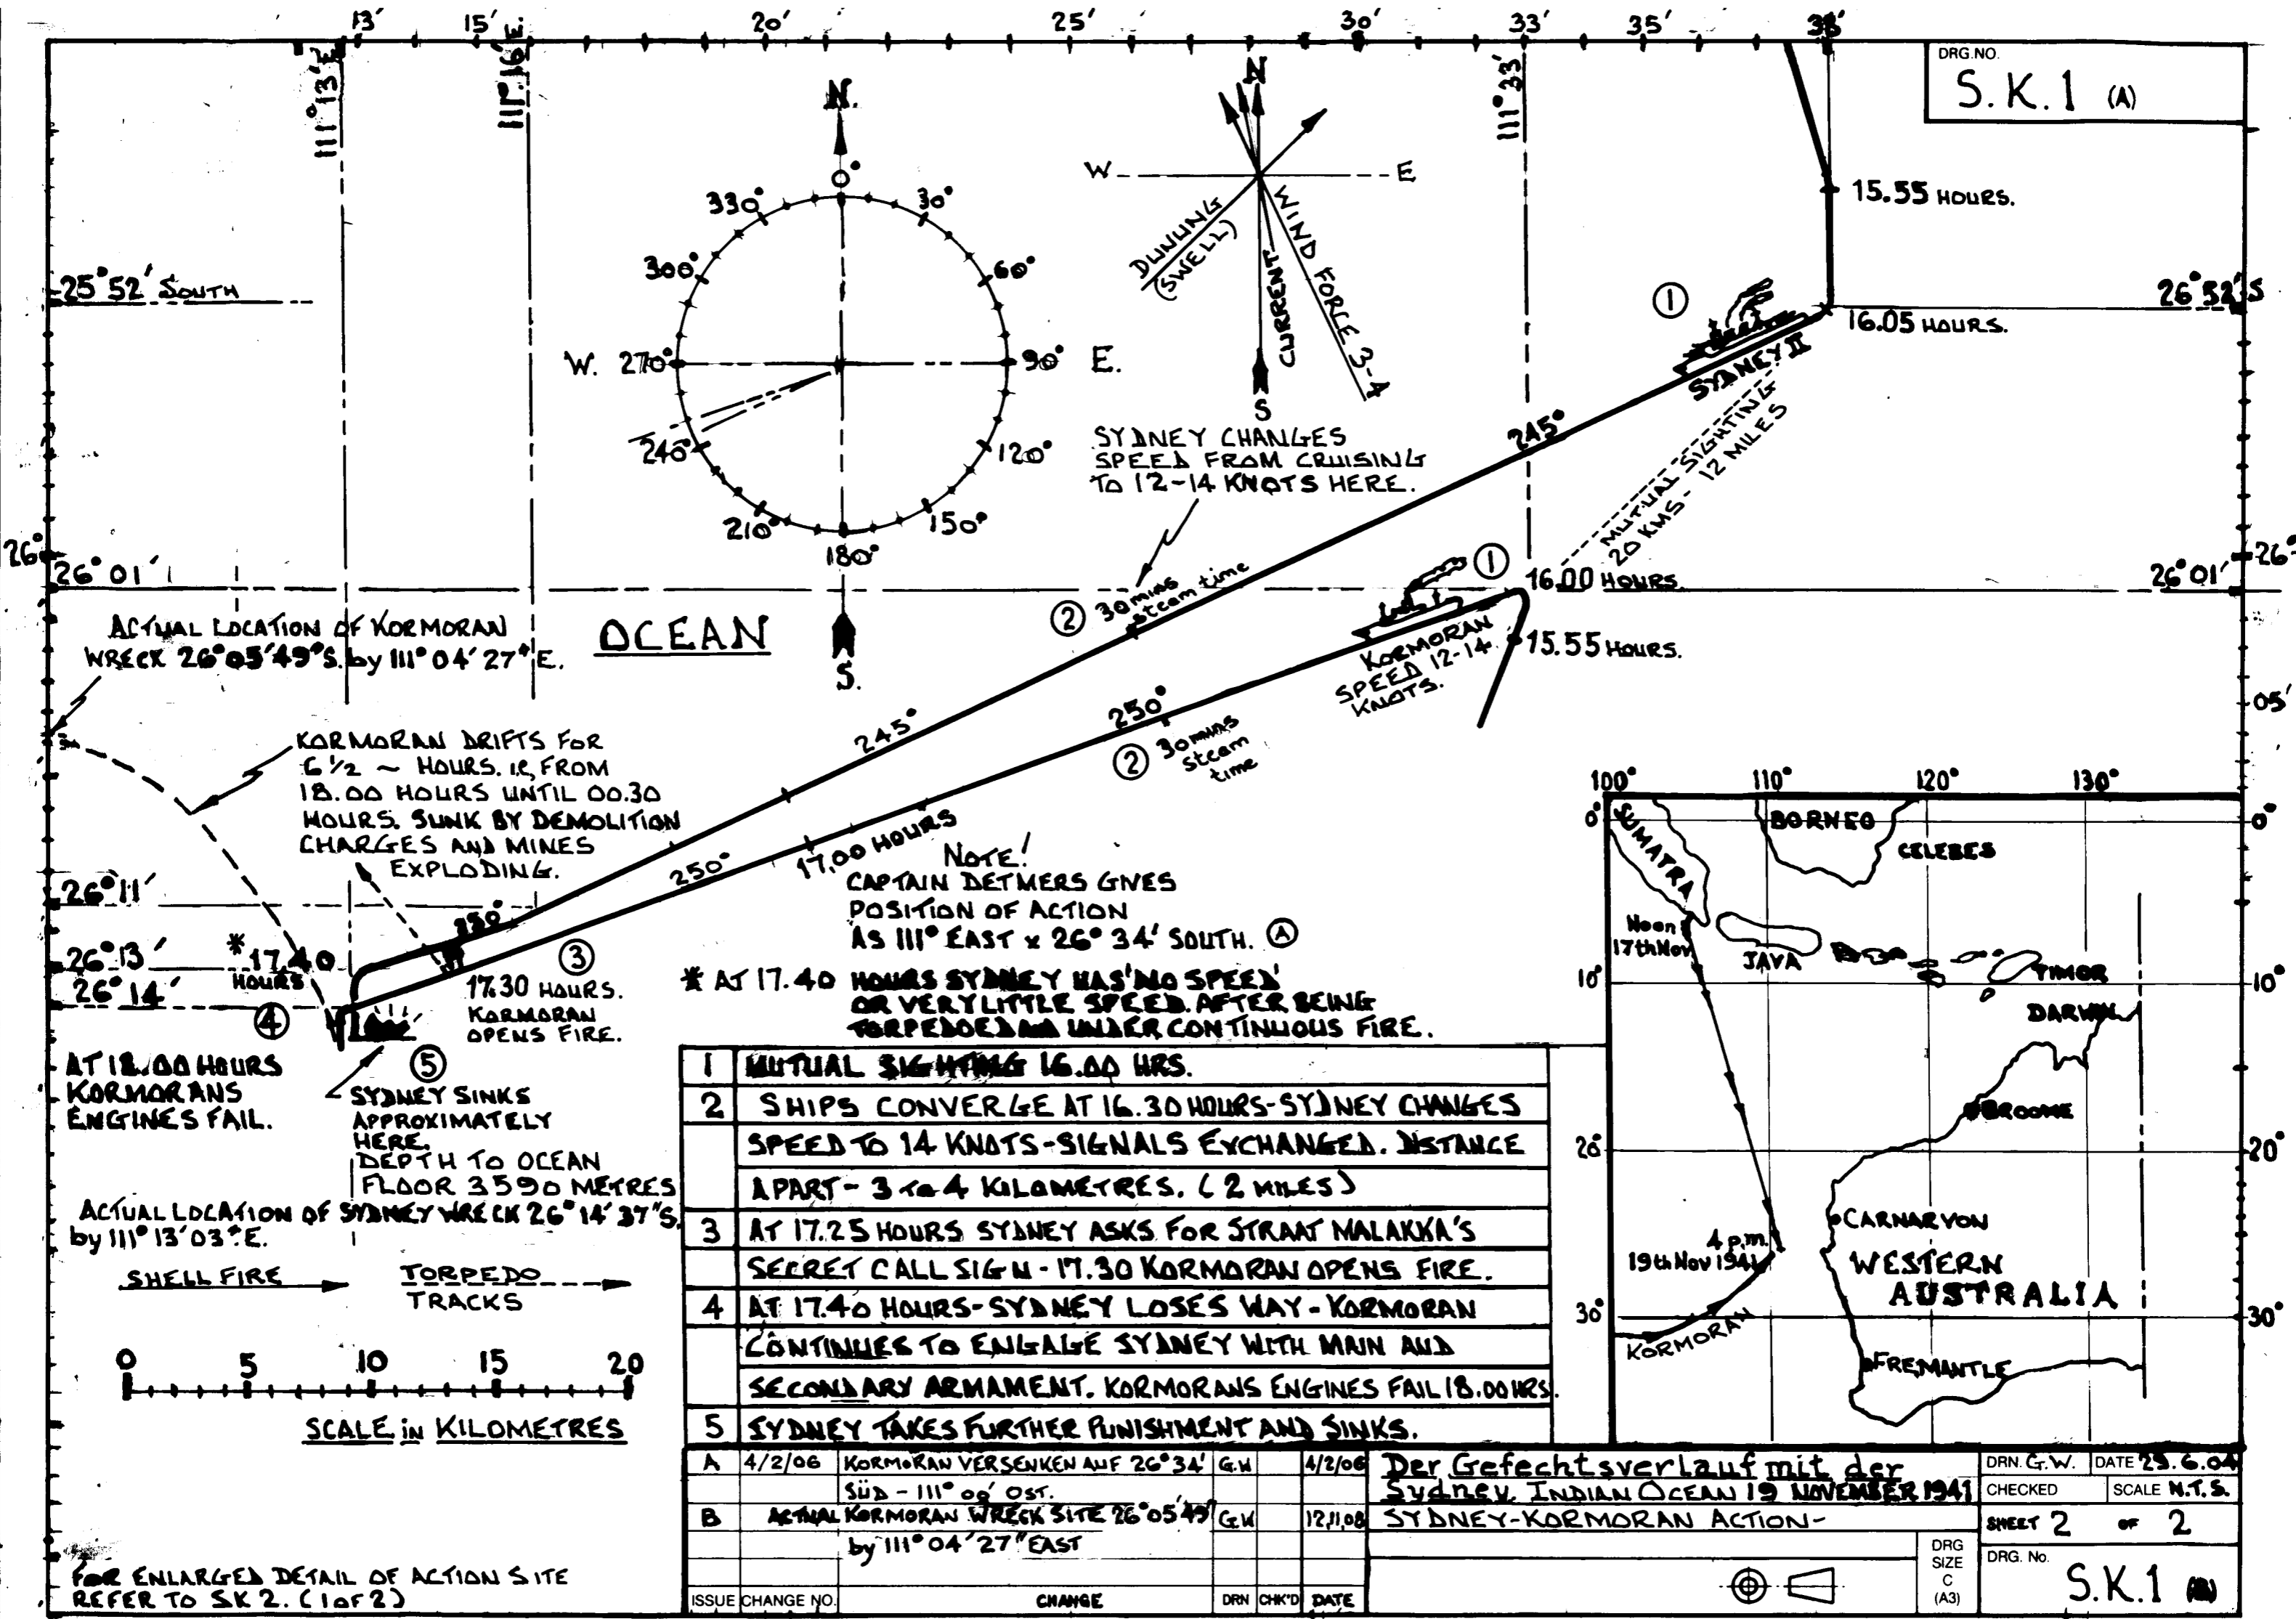 13'
15'
20'
25'
30'
33'
35'
38'
111° 13' E
111° 16' E.
111° 33'
DRG.NO.
S.K.1 (A)
N.
0°
30°
60°
90° E.
120°
150°
180°
210°
240°
W. 270°
300°
330°
S.
N
W
E
S
DUNUNG
(SWELL)
CURRENT
WIND FORCE 3-4
15.55 HOURS.
25°52' SOUTH
26°52' S
16.05 HOURS.
1
SYDNEY II
MUTUAL SIGHTING
20 KMS - 12 MILES
245°
SYDNEY CHANGES
SPEED FROM CRUISING
TO 12-14 KNOTS HERE.
26°
26°
26°01'
26°01'
16.00 HOURS.
1
2 30 mins
steam time
15.55 HOURS.
KORMORAN
SPEED 12-14
KNOTS.
05'
ACTUAL LOCATION OF KORMORAN
WRECK 26°05'49"S. by 111°04'27"E.
OCEAN
245°
250°
2 30 mins
steam
time
KORMORAN DRIFTS FOR
6 1/2 ~ HOURS. I.E, FROM
18.00 HOURS UNTIL 00.30
HOURS. SUNK BY DEMOLITION
CHARGES AND MINES
EXPLODING.
250°
17.00 HOURS
NOTE!
CAPTAIN DETMERS GIVES
POSITION OF ACTION
AS 111° EAST x 26° 34' SOUTH. A
26°11'
250°
26°13'
* 17.40
HOURS
26°14'
3
17.30 HOURS.
KORMORAN
OPENS FIRE.
* AT 17.40 HOURS SYDNEY HAS 'NO SPEED'
OR VERY LITTLE SPEED. AFTER BEING
TORPEDOED UNDER CONTINUOUS FIRE.
4
AT 18.00 HOURS
KORMORANS
ENGINES FAIL.
5
SYDNEY SINKS
APPROXIMATELY
HERE.
DEPTH TO OCEAN
FLOOR 3590 METRES
ACTUAL LOCATION OF SYDNEY WRECK 26°14'37"S.
by 111°13'03"E.
SHELL FIRE
TORPEDO
TRACKS
0 5 10 15 20
SCALE IN KILOMETRES
1 MUTUAL SIGHTING 16.00 HRS.
2 SHIPS CONVERGE AT 16.30 HOURS - SYDNEY CHANGES
SPEED TO 14 KNOTS - SIGNALS EXCHANGED. DISTANCE
APART - 3 TO 4 KILOMETRES. (2 MILES)
3 AT 17.25 HOURS SYDNEY ASKS FOR STRAAT MALAKKA'S
SECRET CALL SIGN - 17.30 KORMORAN OPENS FIRE.
4 AT 17.40 HOURS - SYDNEY LOSES WAY - KORMORAN
CONTINUES TO ENGAGE SYDNEY WITH MAIN AND
SECONDARY ARMAMENT. KORMORANS ENGINES FAIL 18.00 HRS.
5 SYDNEY TAKES FURTHER PUNISHMENT AND SINKS.
100° 110° 120° 130°
0°
0°
SUMATRA
BORNEO
CELEBES
Noon
17th Nov
JAVA
TIMOR
10°
10°
DARWIN
BROOME
20°
20°
CARNARVON
4 p.m.
19th Nov 1941
WESTERN
AUSTRALIA
30°
30°
KORMORAN
FREMANTLE
A 4/2/06 KORMORAN VERSENKEN AUF 26°34' G.W 4/2/06
SÜD - 111° 00' OST.
B ACTUAL KORMORAN WRECK SITE 26°05'49" G.W 12,11,08
by 111°04'27" EAST
ISSUE CHANGE NO. CHANGE DRN CHK'D DATE
Der Gefechtsverlauf mit der
Sydney. INDIAN OCEAN 19 NOVEMBER 1941
SYDNEY-KORMORAN ACTION-
DRN. G.W. DATE 29.6.04
CHECKED SCALE N.T.S.
SHEET 2 OF 2
DRG
SIZE
C
(A3)
DRG. No.
S.K.1
FOR ENLARGED DETAIL OF ACTION SITE
REFER TO SK 2. (1 OF 2)